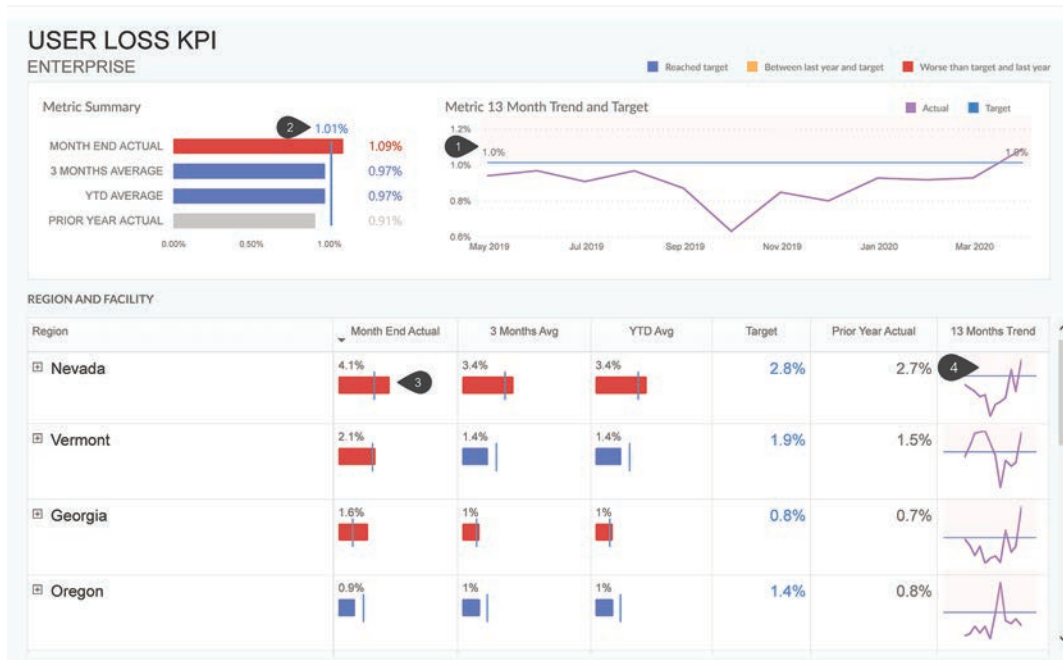 USER LOSS KPI
ENTERPRISE
Reached target Between last year and target Worse than target and last year
Metric Summary
2 1.01%
MONTH END ACTUAL 1.09%
3 MONTHS AVERAGE 0.97%
YTD AVERAGE 0.97%
PRIOR YEAR ACTUAL 0.91%
0.00% 0.50% 1.00%
Metric 13 Month Trend and Target Actual Target
1.2%
1 1.0%
1.0%
0.8%
0.6%
May 2019 Jul 2019 Sep 2019 Nov 2019 Jan 2020 Mar 2020
REGION AND FACILITY
Region Month End Actual 3 Months Avg YTD Avg Target Prior Year Actual 13 Months Trend
Nevada 4.1% 3 3.4% 3.4% 2.8% 2.7% 4
Vermont 2.1% 1.4% 1.4% 1.9% 1.5%
Georgia 1.6% 1% 1% 0.8% 0.7%
Oregon 0.9% 1% 1% 1.4% 0.8%